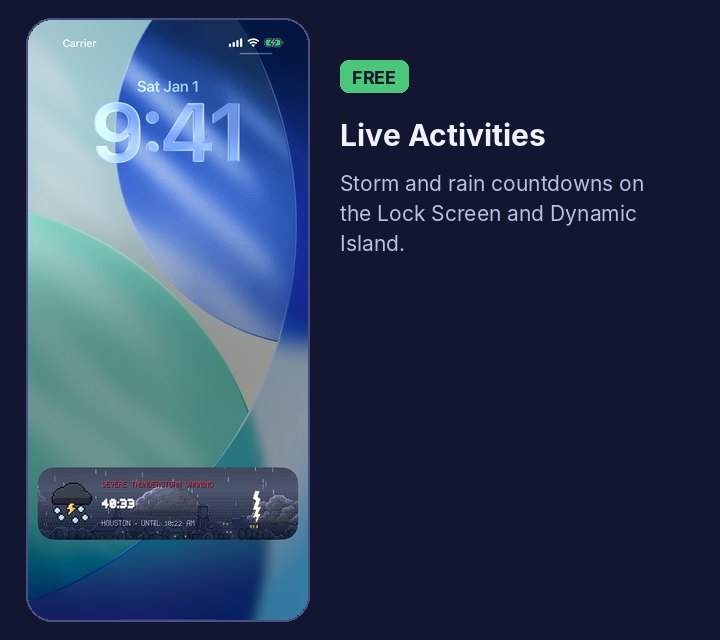 Carrier
Sat Jan 1
9:41
SEVERE THUNDERSTORM WARNING
40:33
HOUSTON • UNTIL 10:22 AM
FREE
Live Activities
Storm and rain countdowns on
the Lock Screen and Dynamic
Island.